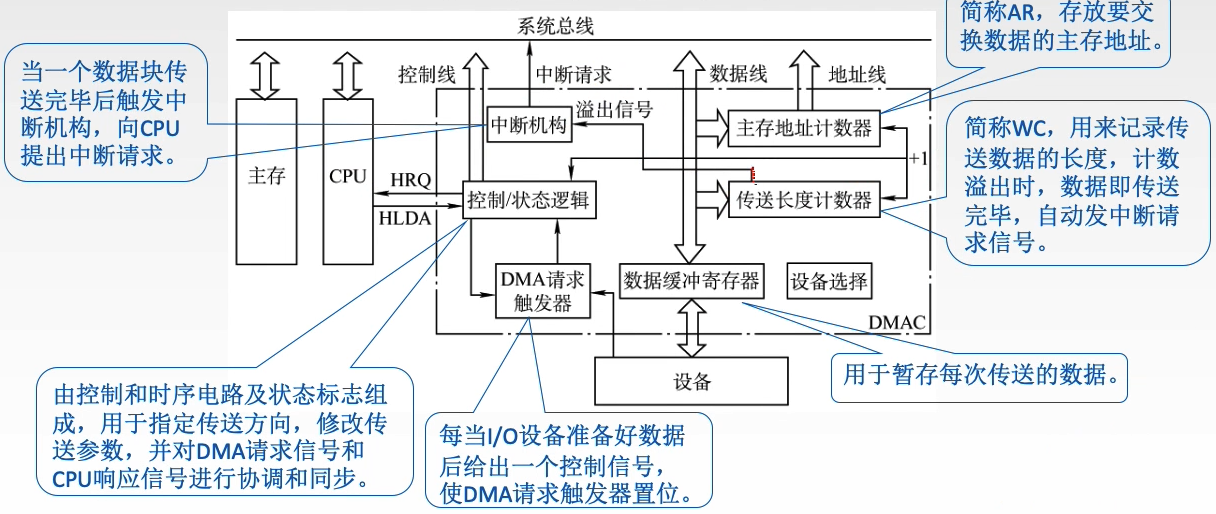 简称AR，存放要交
换数据的主存地址。
系统总线
当一个数据块传
送完毕后触发中
断机构，向CPU
提出中断请求。
控制线
中断请求
数据线
地址线
溢出信号
中断机构
主存地址计数器
简称WC，用来记录传
送数据的长度，计数
溢出时，数据即传送
完毕，自动发中断请
求信号。
+1
主存
CPU
HRQ
HLDA
控制/状态逻辑
传送长度计数器
DMA请求
触发器
数据缓冲寄存器
设备选择
DMAC
设备
用于暂存每次传送的数据。
由控制和时序电路及状态标志组
成，用于指定传送方向，修改传
送参数，并对DMA请求信号和
CPU响应信号进行协调和同步。
每当I/O设备准备好数据
后给出一个控制信号，
使DMA请求触发器置位。